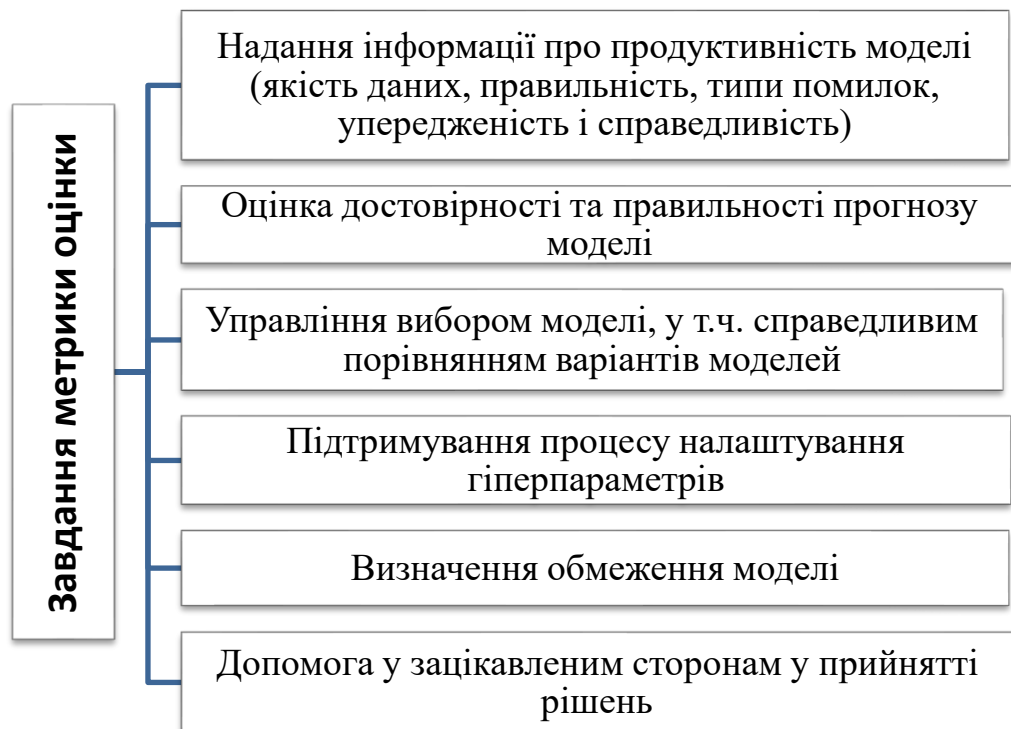 Завдання метрики оцінки
Надання інформації про продуктивність моделі
(якість даних, правильність, типи помилок,
упередженість і справедливість)
Оцінка достовірності та правильності прогнозу
моделі
Управління вибором моделі, у т.ч. справедливим
порівнянням варіантів моделей
Підтримування процесу налаштування
гіперпараметрів
Визначення обмеження моделі
Допомога у зацікавленим сторонам у прийнятті
рішень